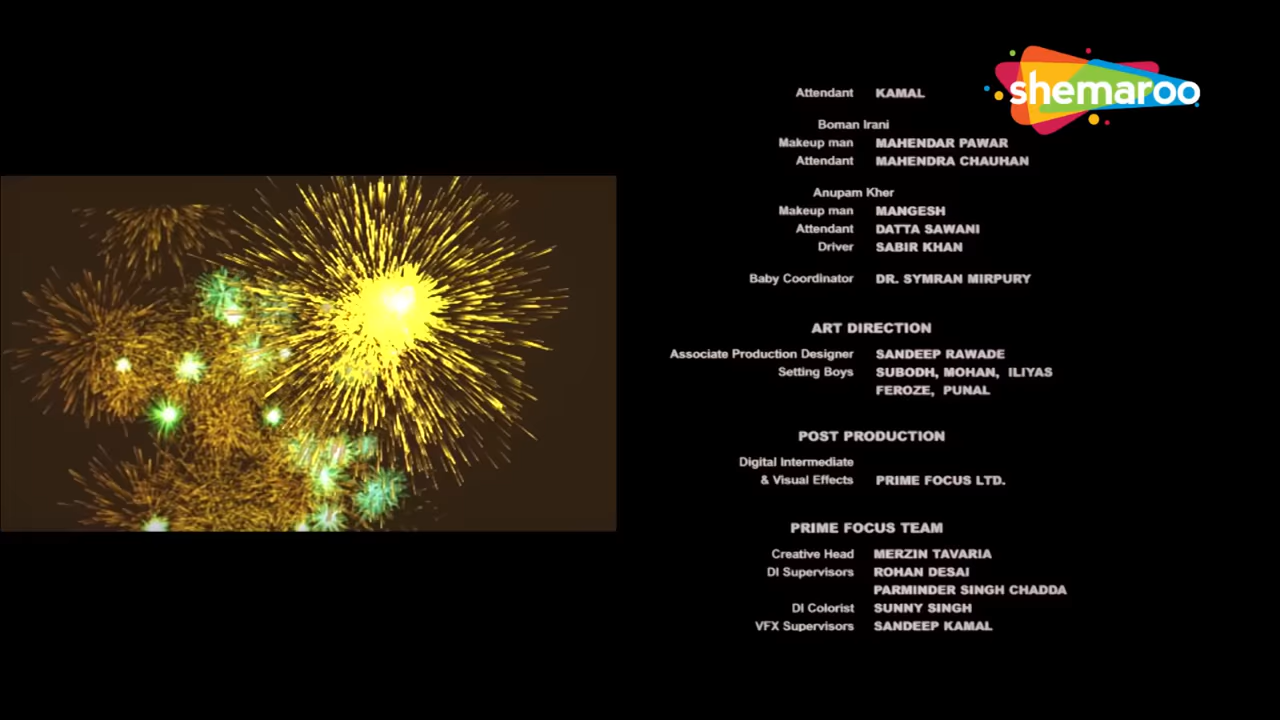 shemaroo
Attendant KAMAL
Boman Irani
Makeup man MAHENDAR PAWAR
Attendant MAHENDRA CHAUHAN
Anupam Kher
Makeup man MANGESH
Attendant DATTA SAWANI
Driver SABIR KHAN
Baby Coordinator DR. SYMRAN MIRPURY
ART DIRECTION
Associate Production Designer SANDEEP RAWADE
Setting Boys SUBODH, MOHAN, ILIYAS
FEROZE, PUNAL
POST PRODUCTION
Digital Intermediate
& Visual Effects PRIME FOCUS LTD.
PRIME FOCUS TEAM
Creative Head MERZIN TAVARIA
DI Supervisors ROHAN DESAI
PARMINDER SINGH CHADDA
DI Colorist SUNNY SINGH
VFX Supervisors SANDEEP KAMAL